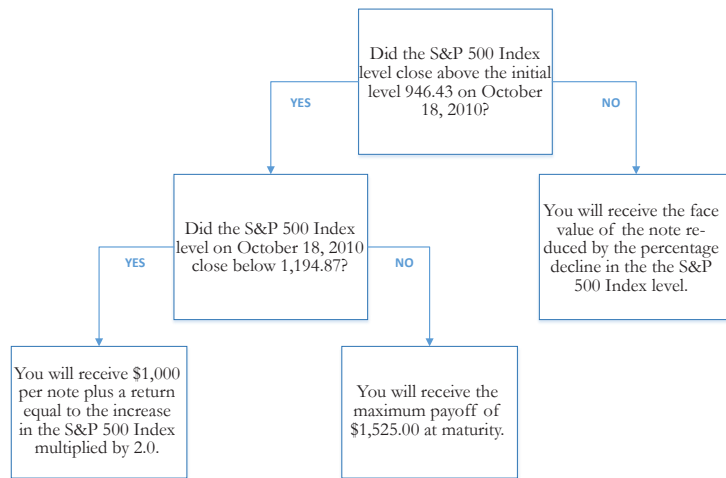 Did the S&P 500 Index
level close above the initial
level 946.43 on October
18, 2010?
YES
NO
Did the S&P 500 Index
level on October 18, 2010
close below 1,194.87?
You will receive the face
value of the note re-
duced by the percentage
decline in the the S&P
500 Index level.
YES
NO
You will receive $1,000
per note plus a return
equal to the increase
in the S&P 500 Index
multiplied by 2.0.
You will receive the
maximum payoff of
$1,525.00 at maturity.